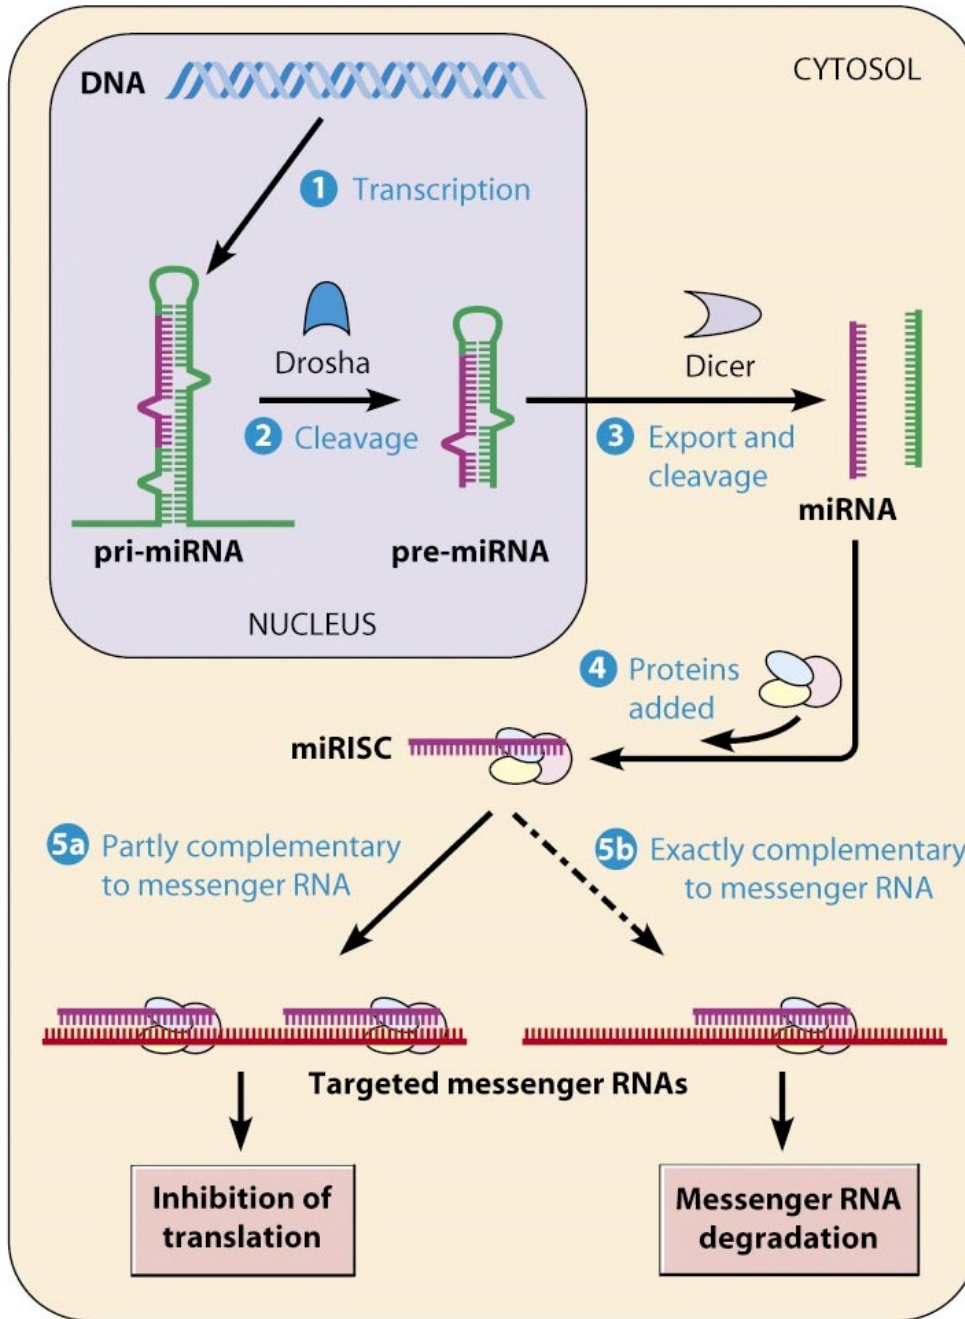 CYTOSOL
DNA
1 Transcription
Drosha
Dicer
2 Cleavage
3 Export and
cleavage
pri-miRNA
pre-miRNA
miRNA
NUCLEUS
4 Proteins
added
miRISC
5a Partly complementary
to messenger RNA
5b Exactly complementary
to messenger RNA
Targeted messenger RNAs
Inhibition of
translation
Messenger RNA
degradation